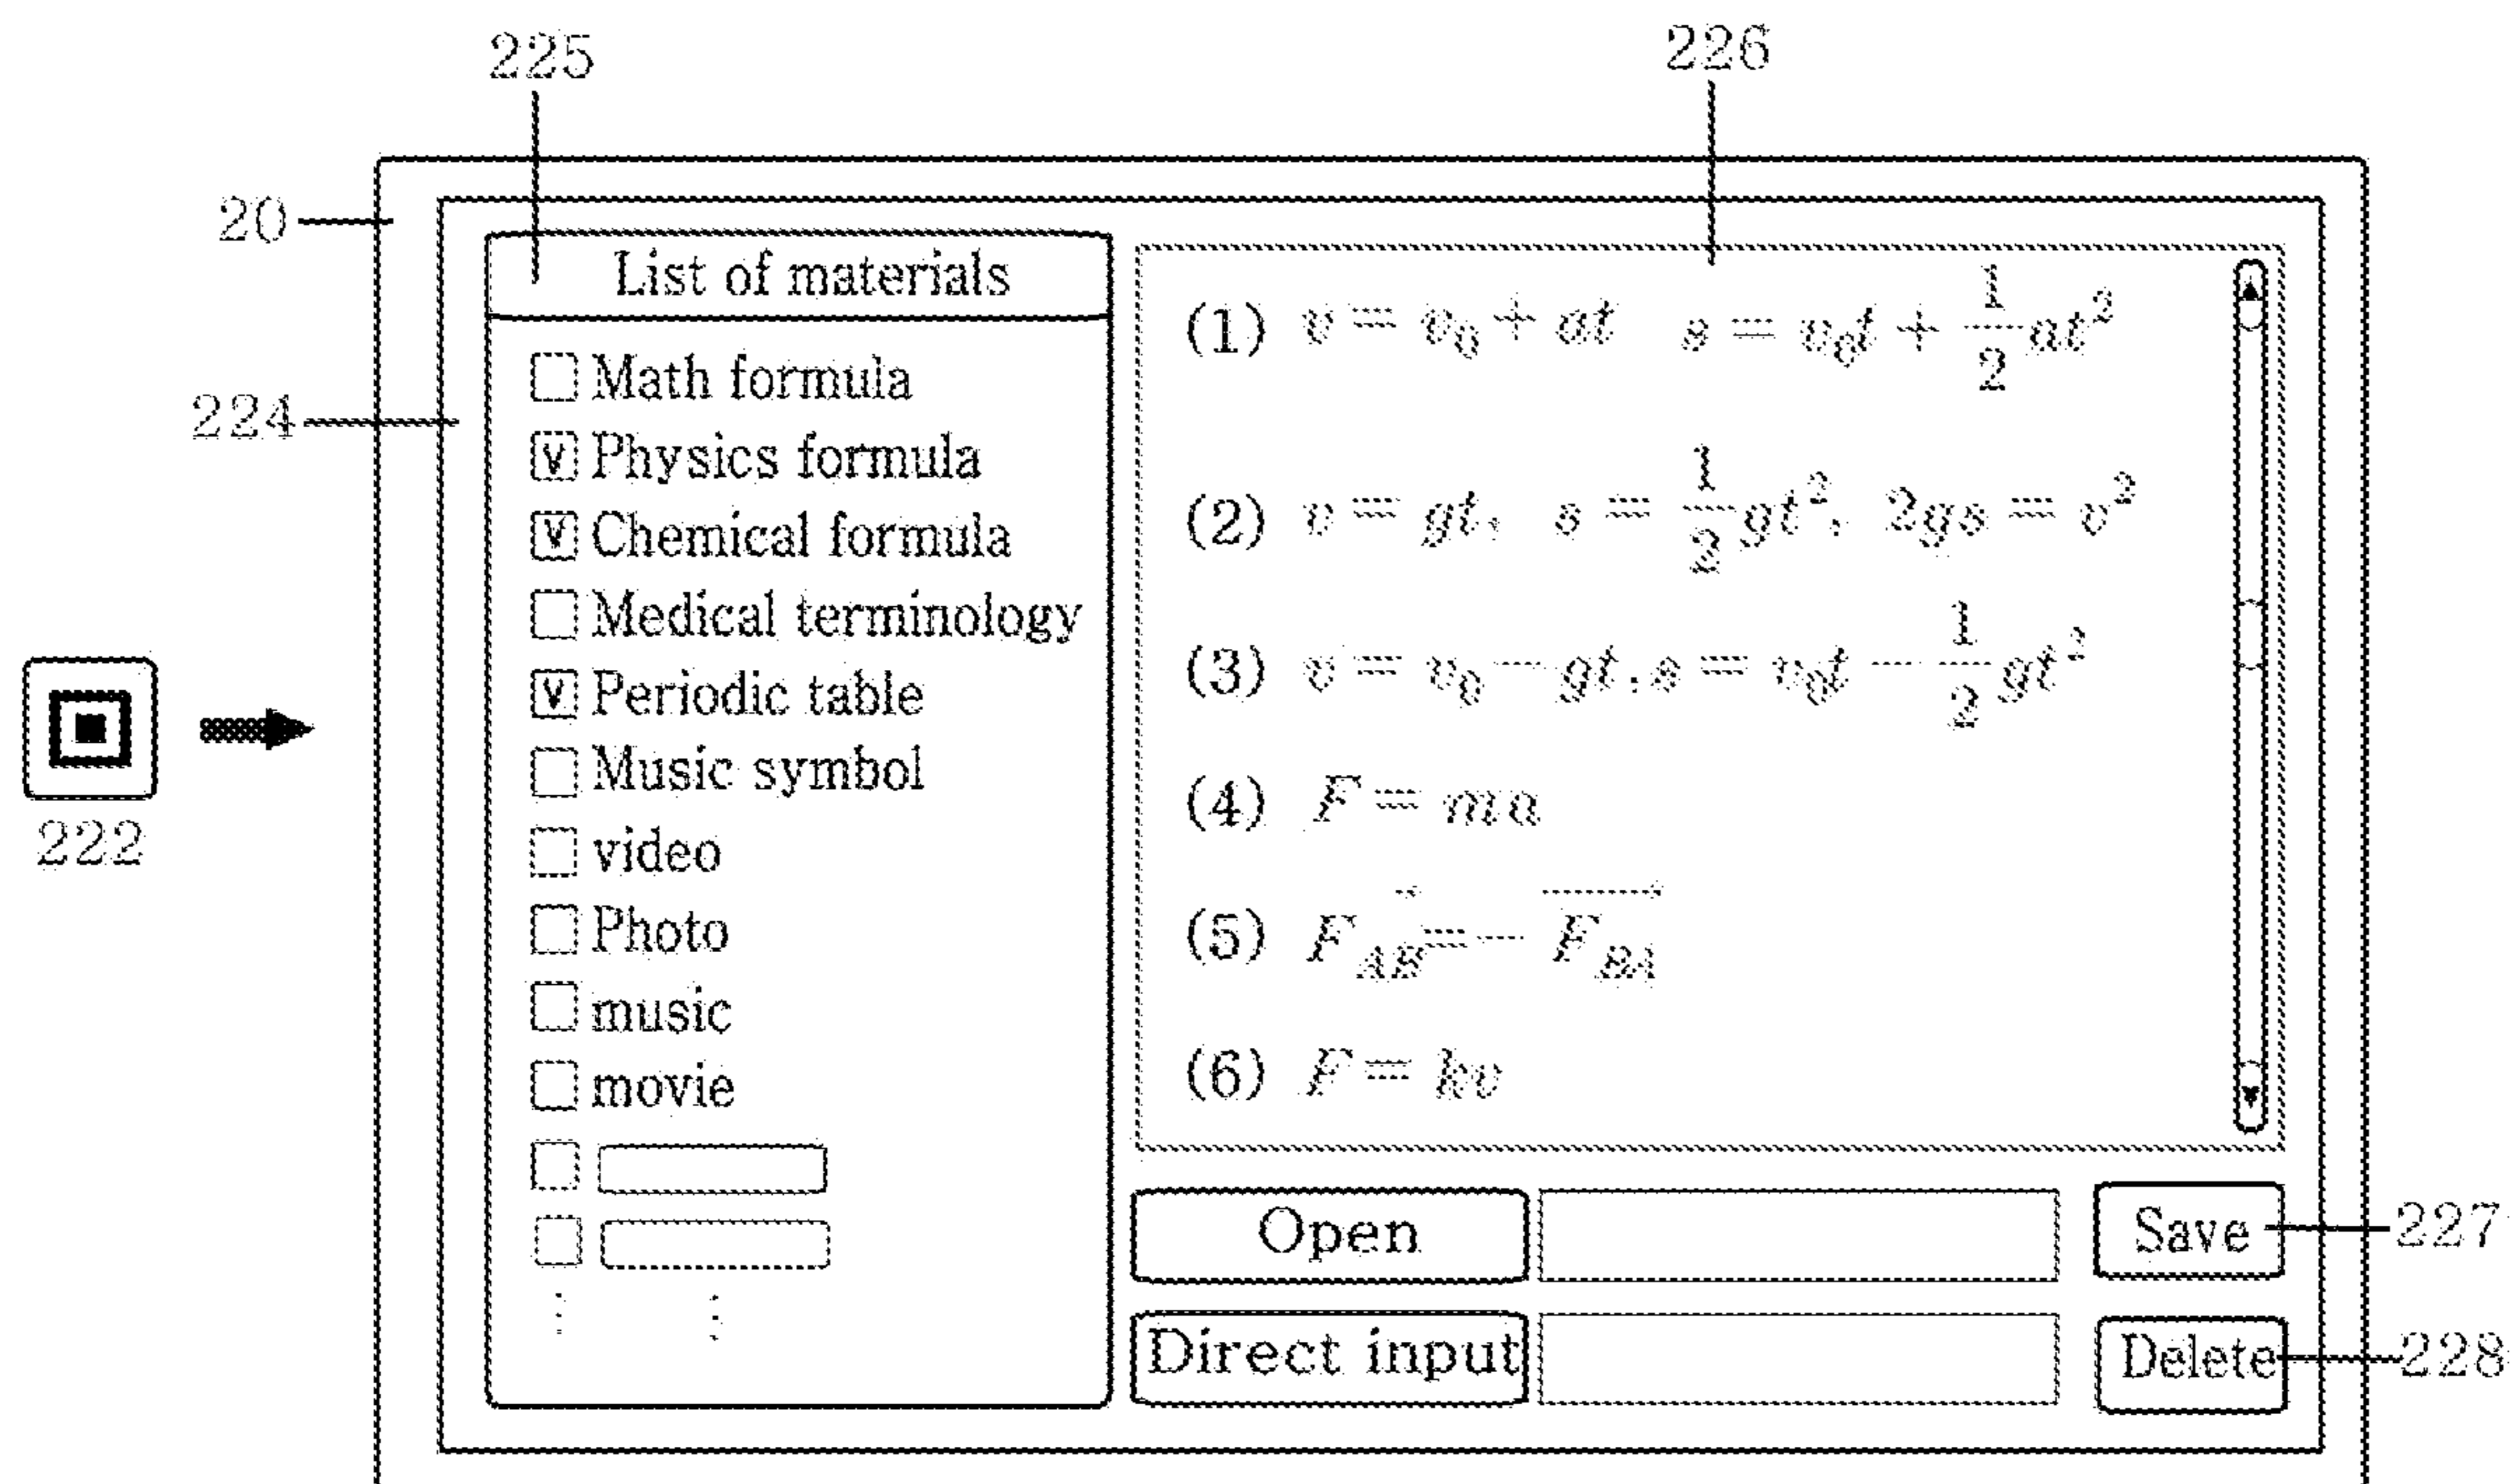 225
226
20
224
222
List of materials
Math formula
V Physics formula
V Chemical formula
Medical terminology
V Periodic table
Music symbol
video
Photo
music
movie
(1) v = v₀ + at s = v₀t + 1/2 at²
(2) v = gt, s = 1/2 gt², 2gs = v²
(3) v = v₀ − gt.s = v₀t − 1/2 gt²
(4) F = ma
(5) F_AB = − F_BA
(6) F = kv
Open
Save
227
Direct input
Delete
228